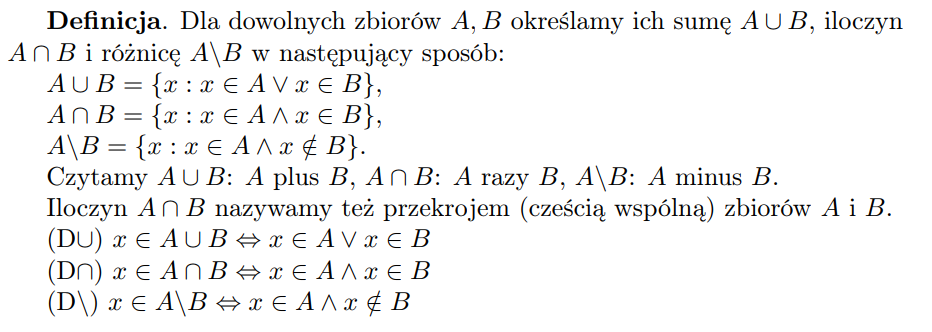 Definicja. Dla dowolnych zbiorów A, B określamy ich sumę A ∪ B, iloczyn
A ∩ B i różnicę A\B w następujący sposób:
A ∪ B = {x : x ∈ A ∨ x ∈ B},
A ∩ B = {x : x ∈ A ∧ x ∈ B},
A\B = {x : x ∈ A ∧ x ∉ B}.
Czytamy A ∪ B: A plus B, A ∩ B: A razy B, A\B: A minus B.
Iloczyn A ∩ B nazywamy też przekrojem (cześcią wspólną) zbiorów A i B.
(D∪) x ∈ A ∪ B ⇔ x ∈ A ∨ x ∈ B
(D∩) x ∈ A ∩ B ⇔ x ∈ A ∧ x ∈ B
(D\) x ∈ A\B ⇔ x ∈ A ∧ x ∉ B